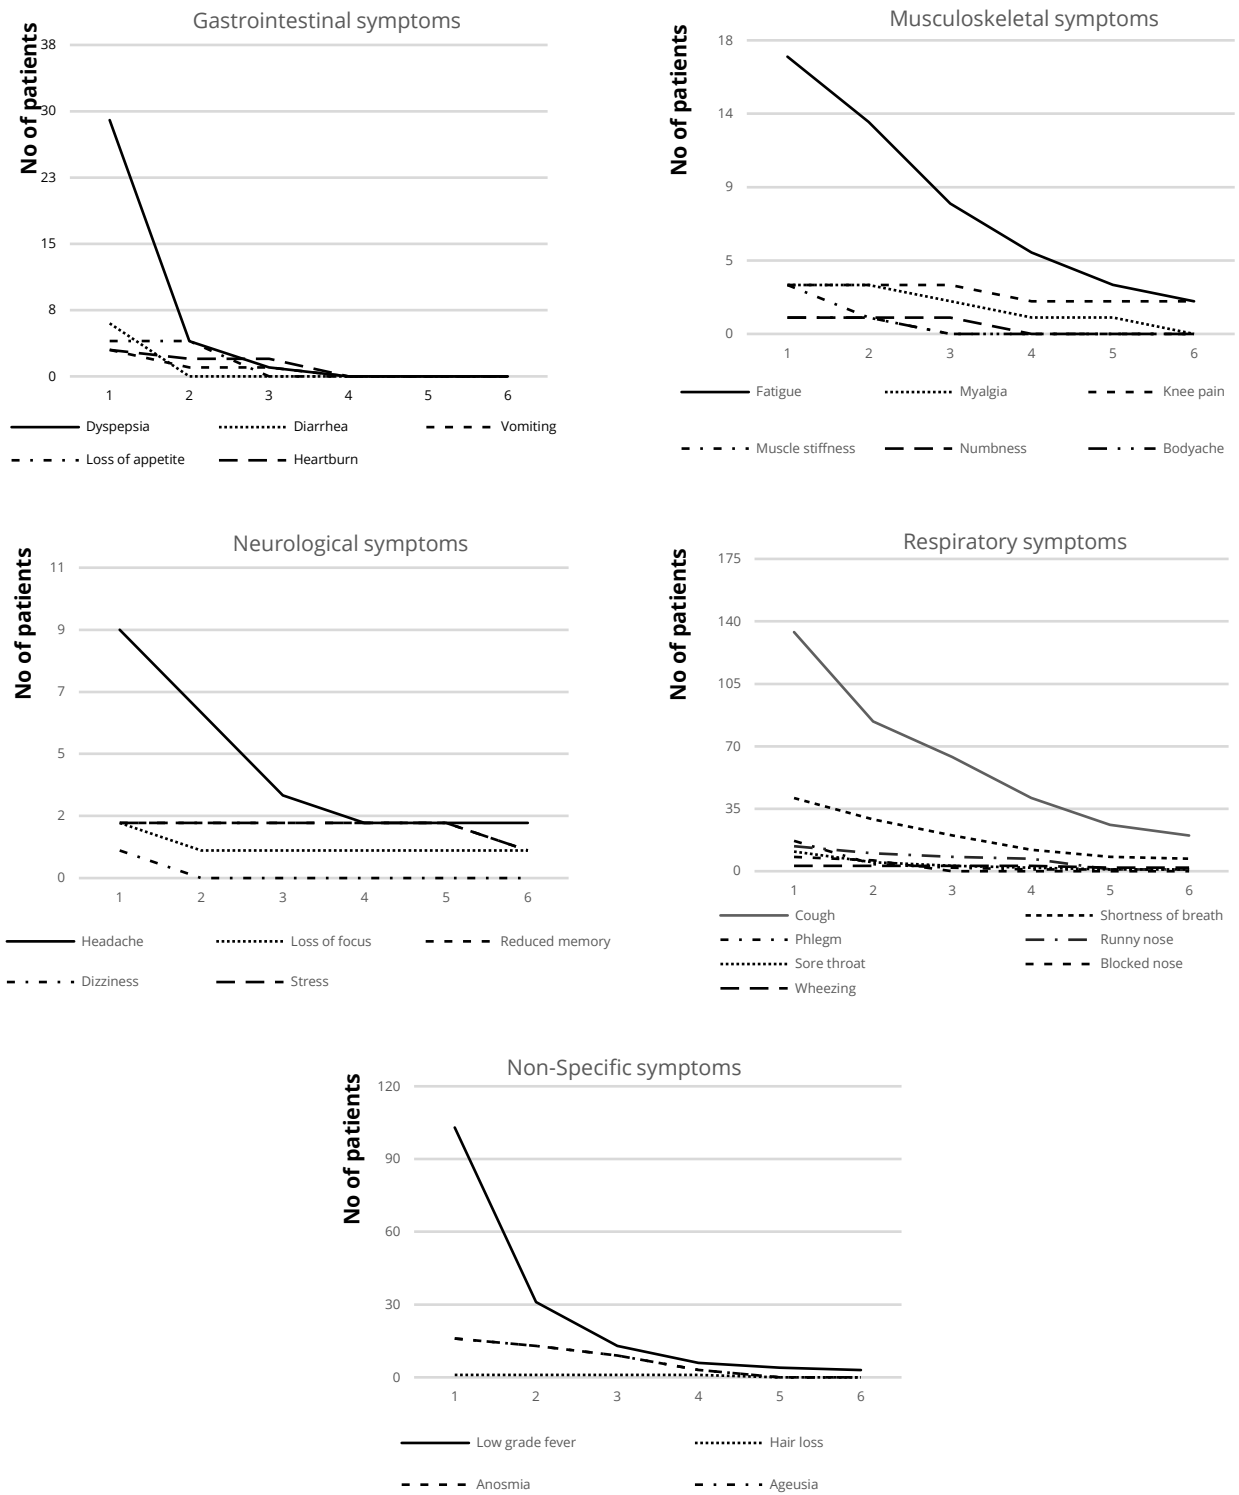 Gastrointestinal symptoms
No of patients
38
30
23
15
8
0
1 2 3 4 5 6
Dyspepsia Diarrhea Vomiting
Loss of appetite Heartburn
Musculoskeletal symptoms
No of patients
18
14
9
5
0
1 2 3 4 5 6
Fatigue Myalgia Knee pain
Muscle stiffness Numbness Bodyache
Neurological symptoms
No of patients
11
9
7
5
2
0
1 2 3 4 5 6
Headache Loss of focus Reduced memory
Dizziness Stress
Respiratory symptoms
No of patients
175
140
105
70
35
0
1 2 3 4 5 6
Cough Shortness of breath
Phlegm Runny nose
Sore throat Blocked nose
Wheezing
Non-Specific symptoms
No of patients
120
90
60
30
0
1 2 3 4 5 6
Low grade fever Hair loss
Anosmia Ageusia